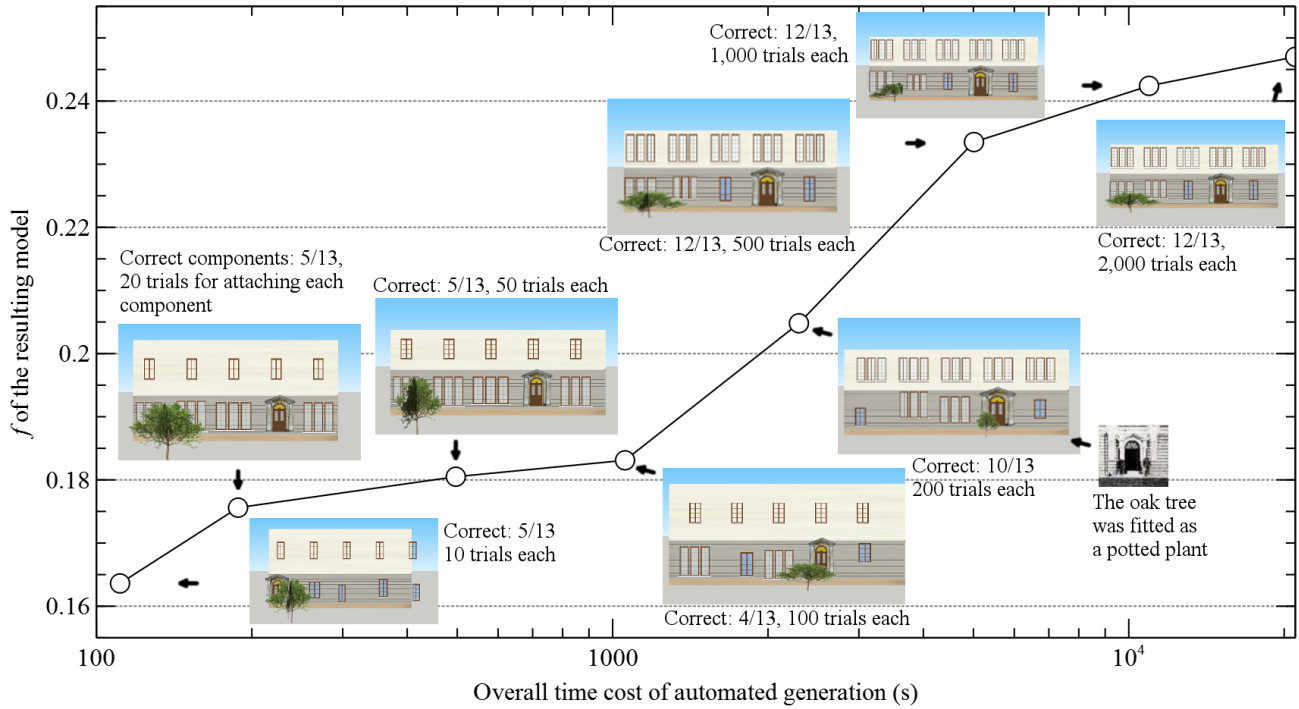 Correct: 12/13,
1,000 trials each
0.24
Correct: 12/13, 500 trials each
Correct: 12/13,
2,000 trials each
0.22
Correct components: 5/13,
20 trials for attaching each
component
Correct: 5/13, 50 trials each
0.2
f of the resulting model
Correct: 10/13
200 trials each
The oak tree
was fitted as
a potted plant
0.18
Correct: 5/13
10 trials each
Correct: 4/13, 100 trials each
0.16
100
1000
10⁴
Overall time cost of automated generation (s)